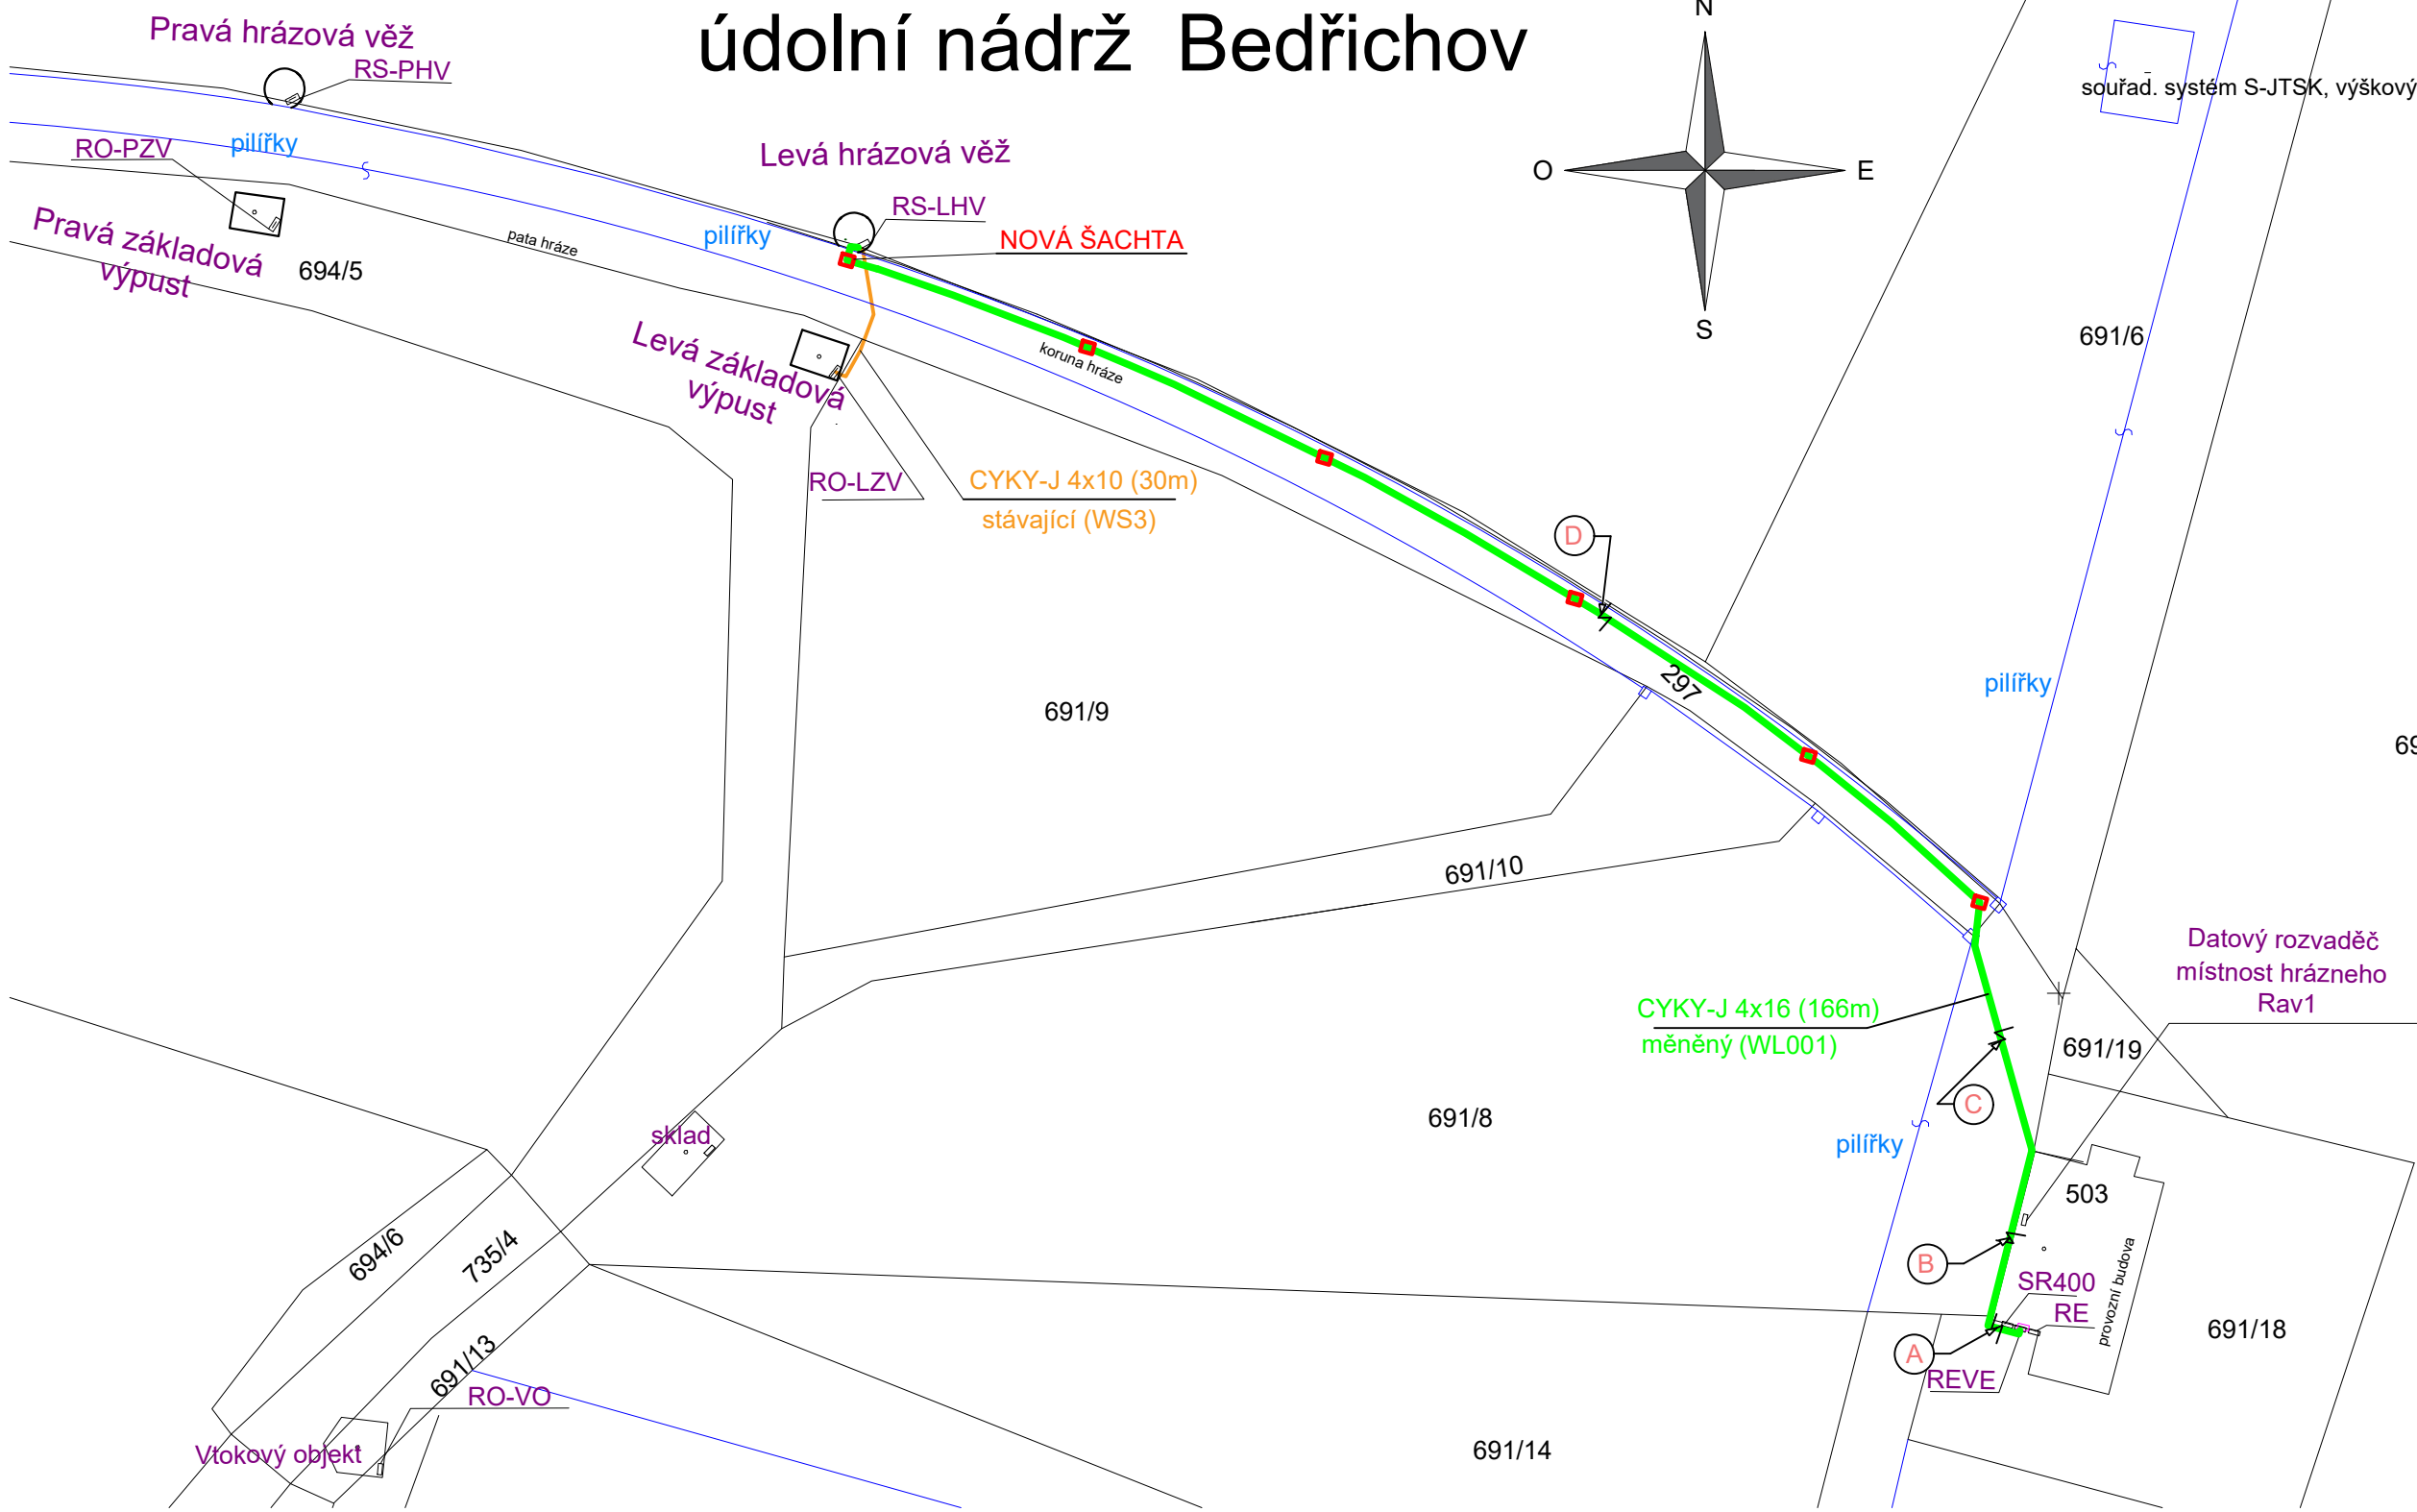 údolní nádrž Bedřichov
Pravá hrázová věž
RS-PHV
N
O
E
S
souřad. systém S-JTSK, výškový
RO-PZV
pilířky
Levá hrázová věž
RS-LHV
NOVÁ ŠACHTA
pilířky
Pravá základová
výpust
694/5
pata hráze
Levá základová
výpust
koruna hráze
691/6
RO-LZV
CYKY-J 4x10 (30m)
stávající (WS3)
D
297
pilířky
691/9
69
691/10
Datový rozvaděč
místnost hrázneho
Rav1
CYKY-J 4x16 (166m)
měněný (WL001)
691/19
C
691/8
sklad
pilířky
503
694/6
735/4
B
SR400
RE
provozní budova
691/18
A
REVE
691/13
RO-VO
Vtokový objekt
691/14